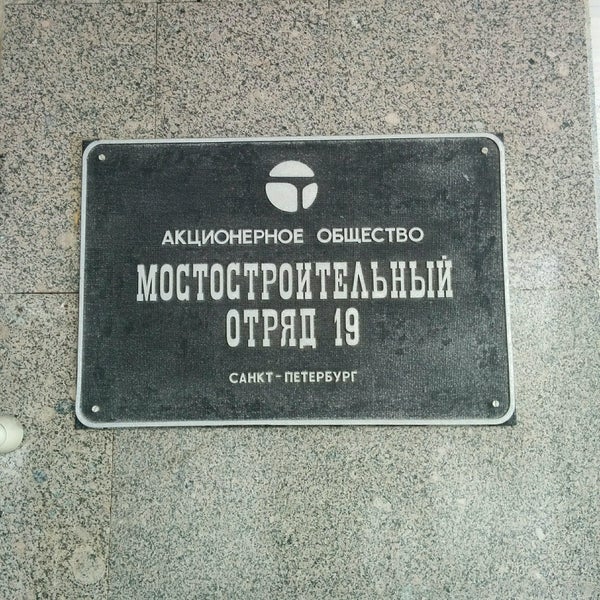 АКЦИОНЕРНОЕ ОБЩЕСТВО
МОСТОСТРОИТЕЛЬНЫЙ
ОТРЯД 19
САНКТ-ПЕТЕРБУРГ